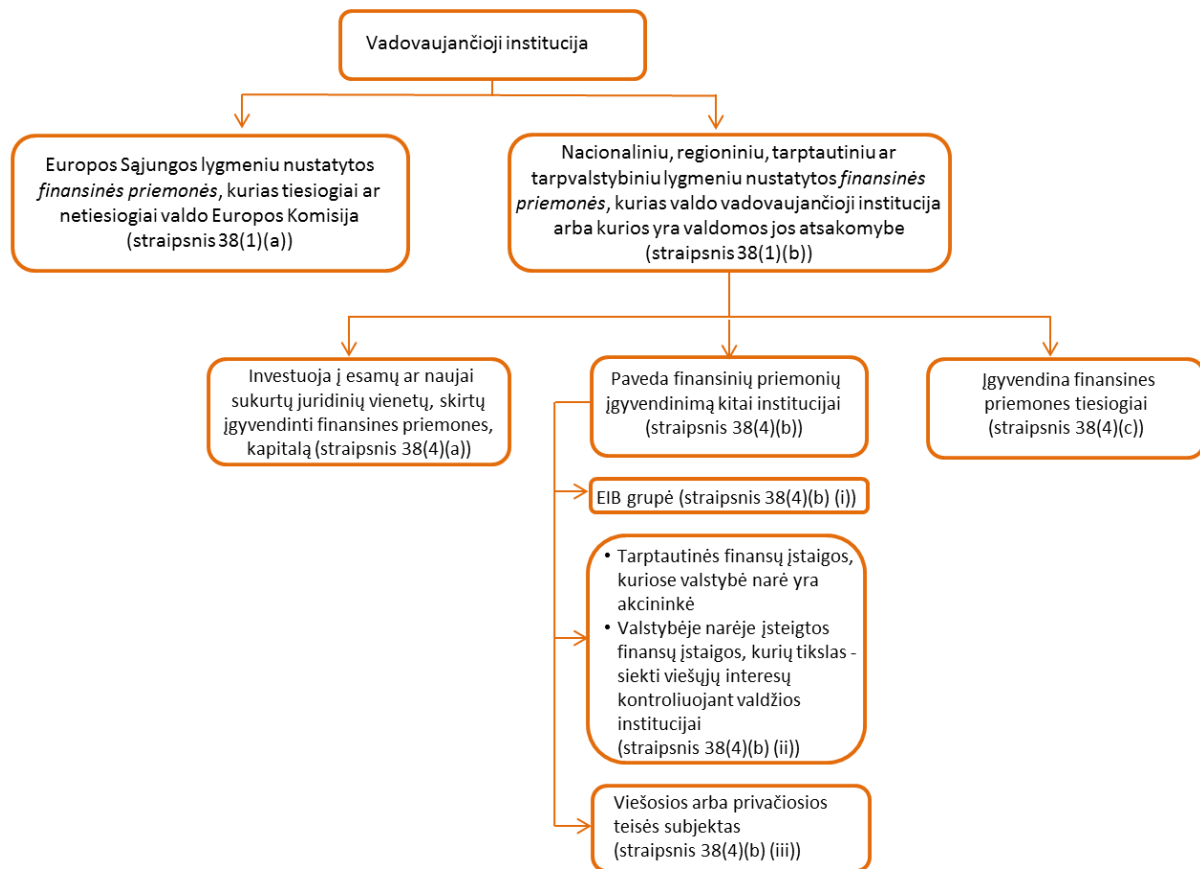 Vadovaujančioji institucija
Europos Sąjungos lygmeniu nustatytos
finansinės priemonės, kurias tiesiogiai ar
netiesiogiai valdo Europos Komisija
(straipsnis 38(1)(a))
Nacionaliniu, regioniniu, tarptautiniu ar
tarpvalstybiniu lygmeniu nustatytos finansinės
priemonės, kurias valdo vadovaujančioji institucija
arba kurios yra valdomos jos atsakomybe
(straipsnis 38(1)(b))
Investuoja į esamų ar naujai
sukurtų juridinių vienetų, skirtų
įgyvendinti finansines priemones,
kapitalą (straipsnis 38(4)(a))
Paveda finansinių priemonių
įgyvendinimą kitai institucijai
(straipsnis 38(4)(b))
Įgyvendina finansines
priemones tiesiogiai
(straipsnis 38(4)(c))
EIB grupė (straipsnis 38(4)(b) (i))
• Tarptautinės finansų įstaigos,
kuriose valstybė narė yra
akcininkė
• Valstybėje narėje įsteigtos
finansų įstaigos, kurių tikslas -
siekti viešųjų interesų
kontroliuojant valdžios
institucijai
(straipsnis 38(4)(b) (ii))
Viešosios arba privačiosios
teisės subjektas
(straipsnis 38(4)(b) (iii))